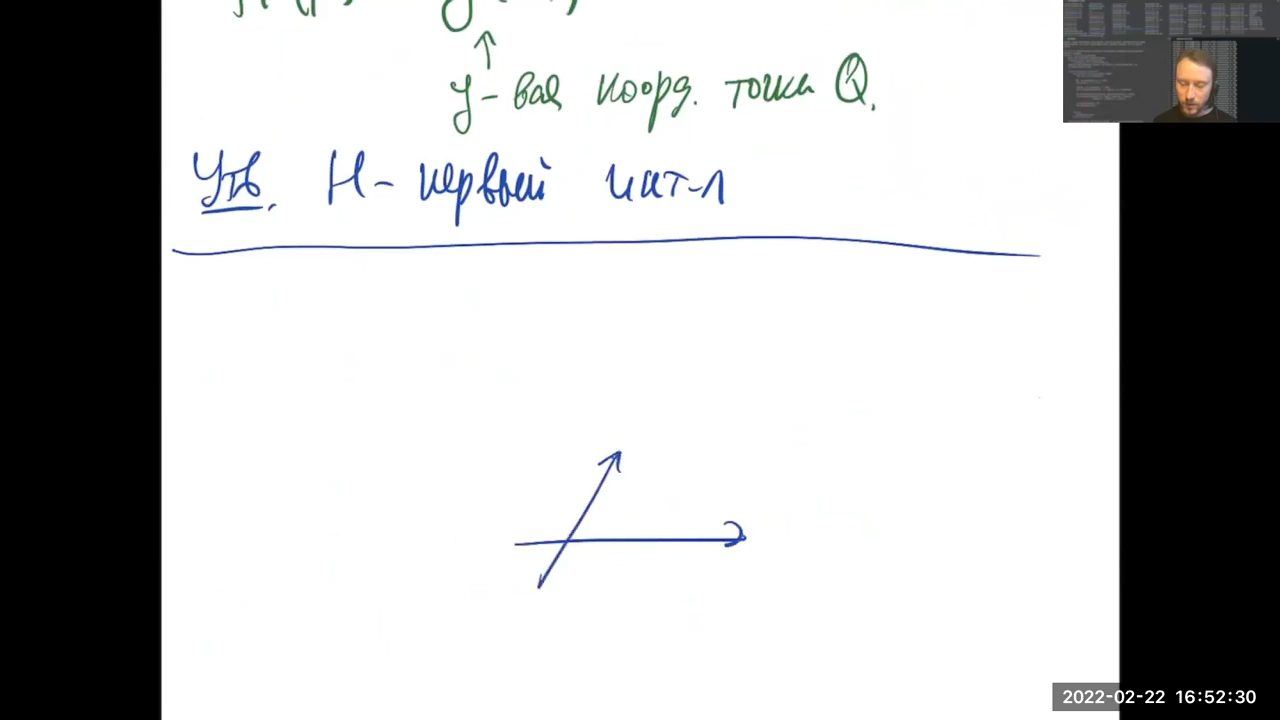 y-вая коорд. точки Q.
Утв. H- первый инт-л
2022-02-22 16:52:30